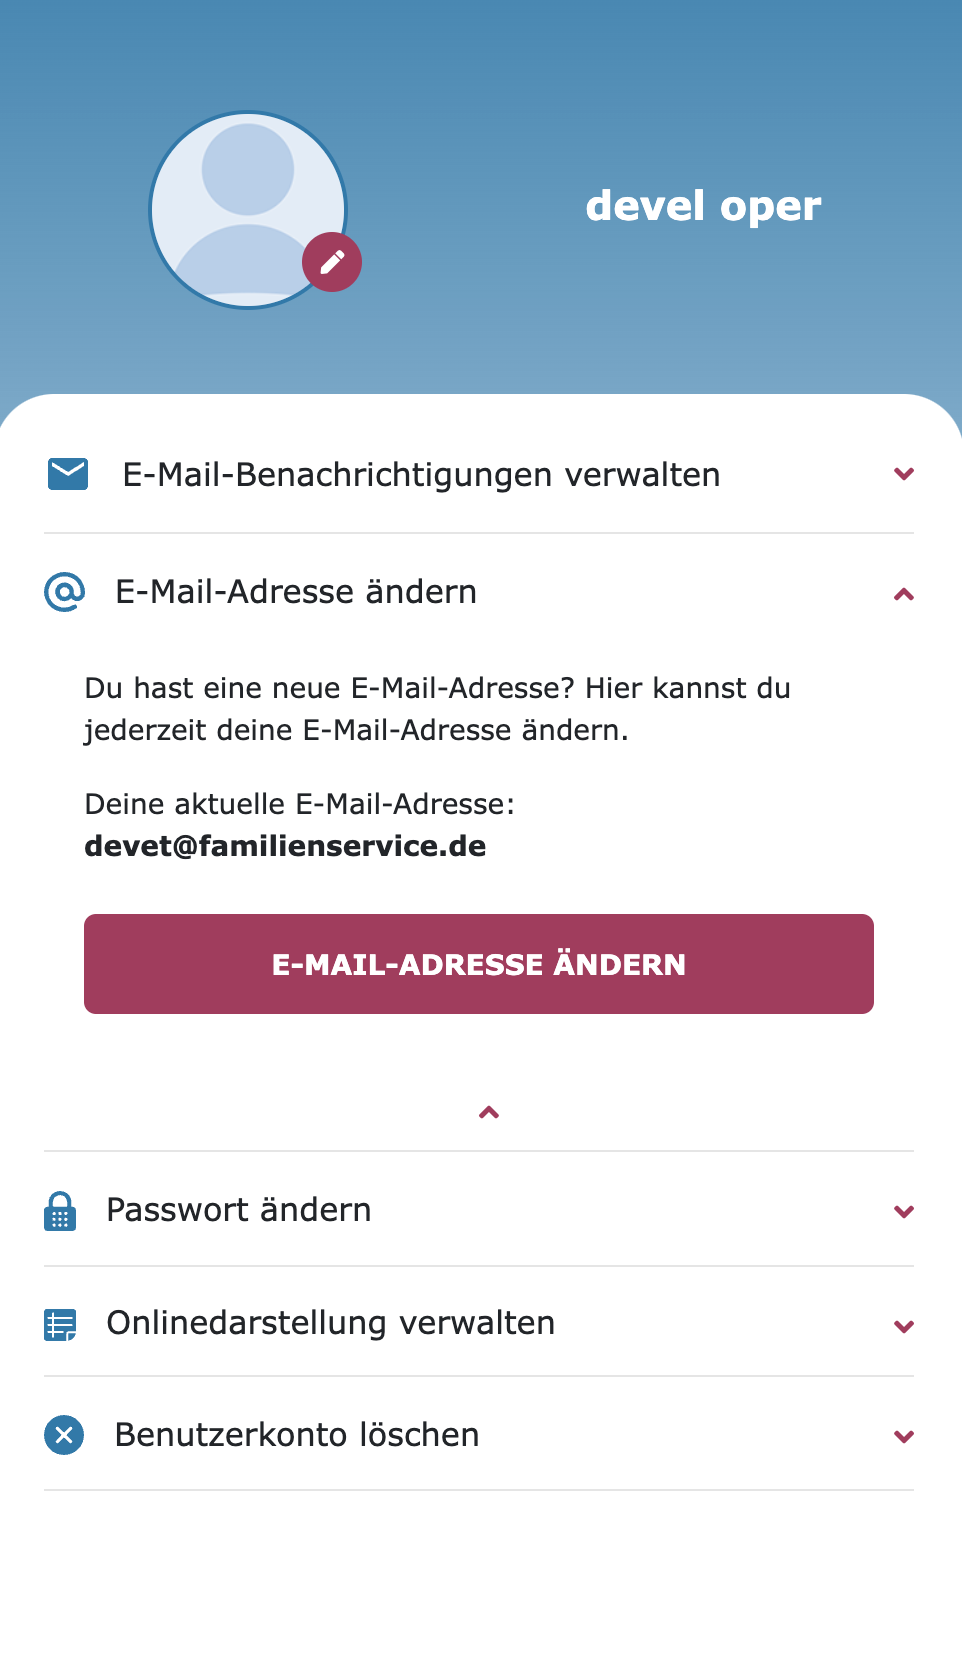 devel oper
E-Mail-Benachrichtigungen verwalten
E-Mail-Adresse ändern
Du hast eine neue E-Mail-Adresse? Hier kannst du
jederzeit deine E-Mail-Adresse ändern.
Deine aktuelle E-Mail-Adresse:
devet@familienservice.de
E-MAIL-ADRESSE ÄNDERN
Passwort ändern
Onlinedarstellung verwalten
Benutzerkonto löschen